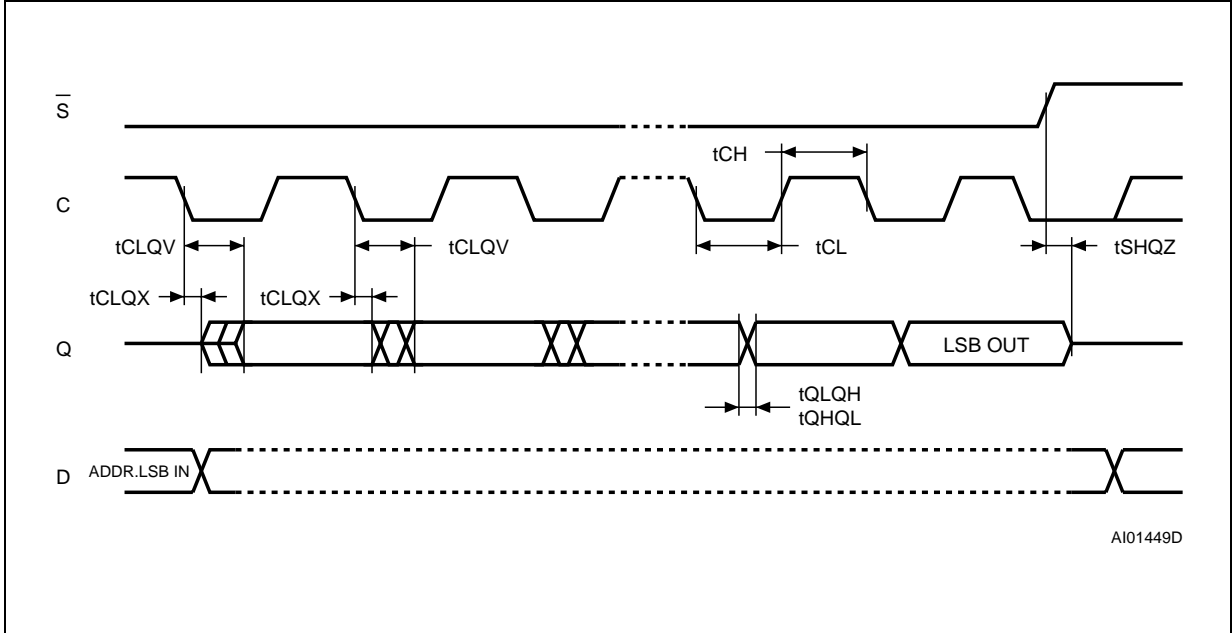 S
tCH
C
tCLQV
tCLQV
tCL
tSHQZ
tCLQX
tCLQX
Q
LSB OUT
tQLQH
tQHQL
D
ADDR.LSB IN
AI01449D